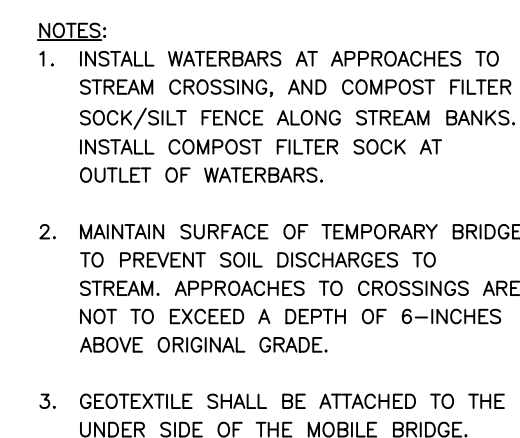 NOTES:
1. INSTALL WATERBARS AT APPROACHES TO
STREAM CROSSING, AND COMPOST FILTER
SOCK/SILT FENCE ALONG STREAM BANKS.
INSTALL COMPOST FILTER SOCK AT
OUTLET OF WATERBARS.
2. MAINTAIN SURFACE OF TEMPORARY BRIDGE
TO PREVENT SOIL DISCHARGES TO
STREAM. APPROACHES TO CROSSINGS ARE
NOT TO EXCEED A DEPTH OF 6-INCHES
ABOVE ORIGINAL GRADE.
3. GEOTEXTILE SHALL BE ATTACHED TO THE
UNDER SIDE OF THE MOBILE BRIDGE.